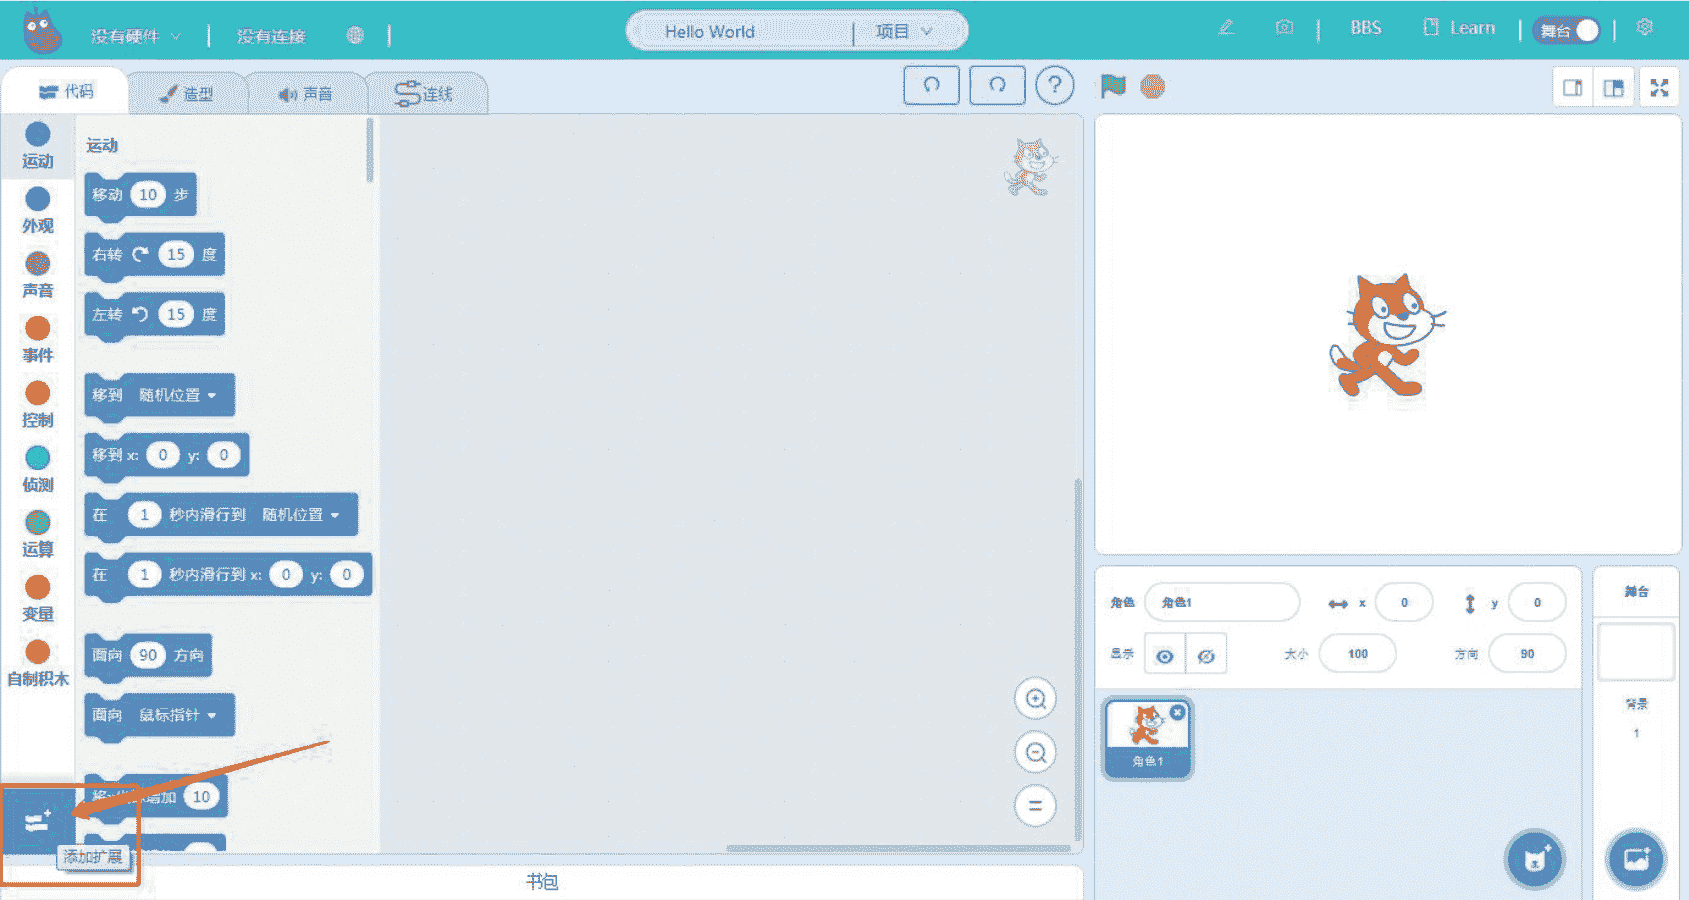 没有硬件
没有连接
Hello World
项目
BBS
Learn
舞台
代码
造型
声音
连线
?
运动
外观
声音
事件
控制
侦测
运算
变量
自制积木
运动
移动 10 步
右转 15 度
左转 15 度
移到 随机位置
移到 x: 0 y: 0
在 1 秒内滑行到 随机位置
在 1 秒内滑行到 x: 0 y: 0
面向 90 方向
面向 鼠标指针
增加 10
添加扩展
书包
角色 角色1 x 0 y 0
显示 大小 100 方向 90
角色1
舞台
背景
1